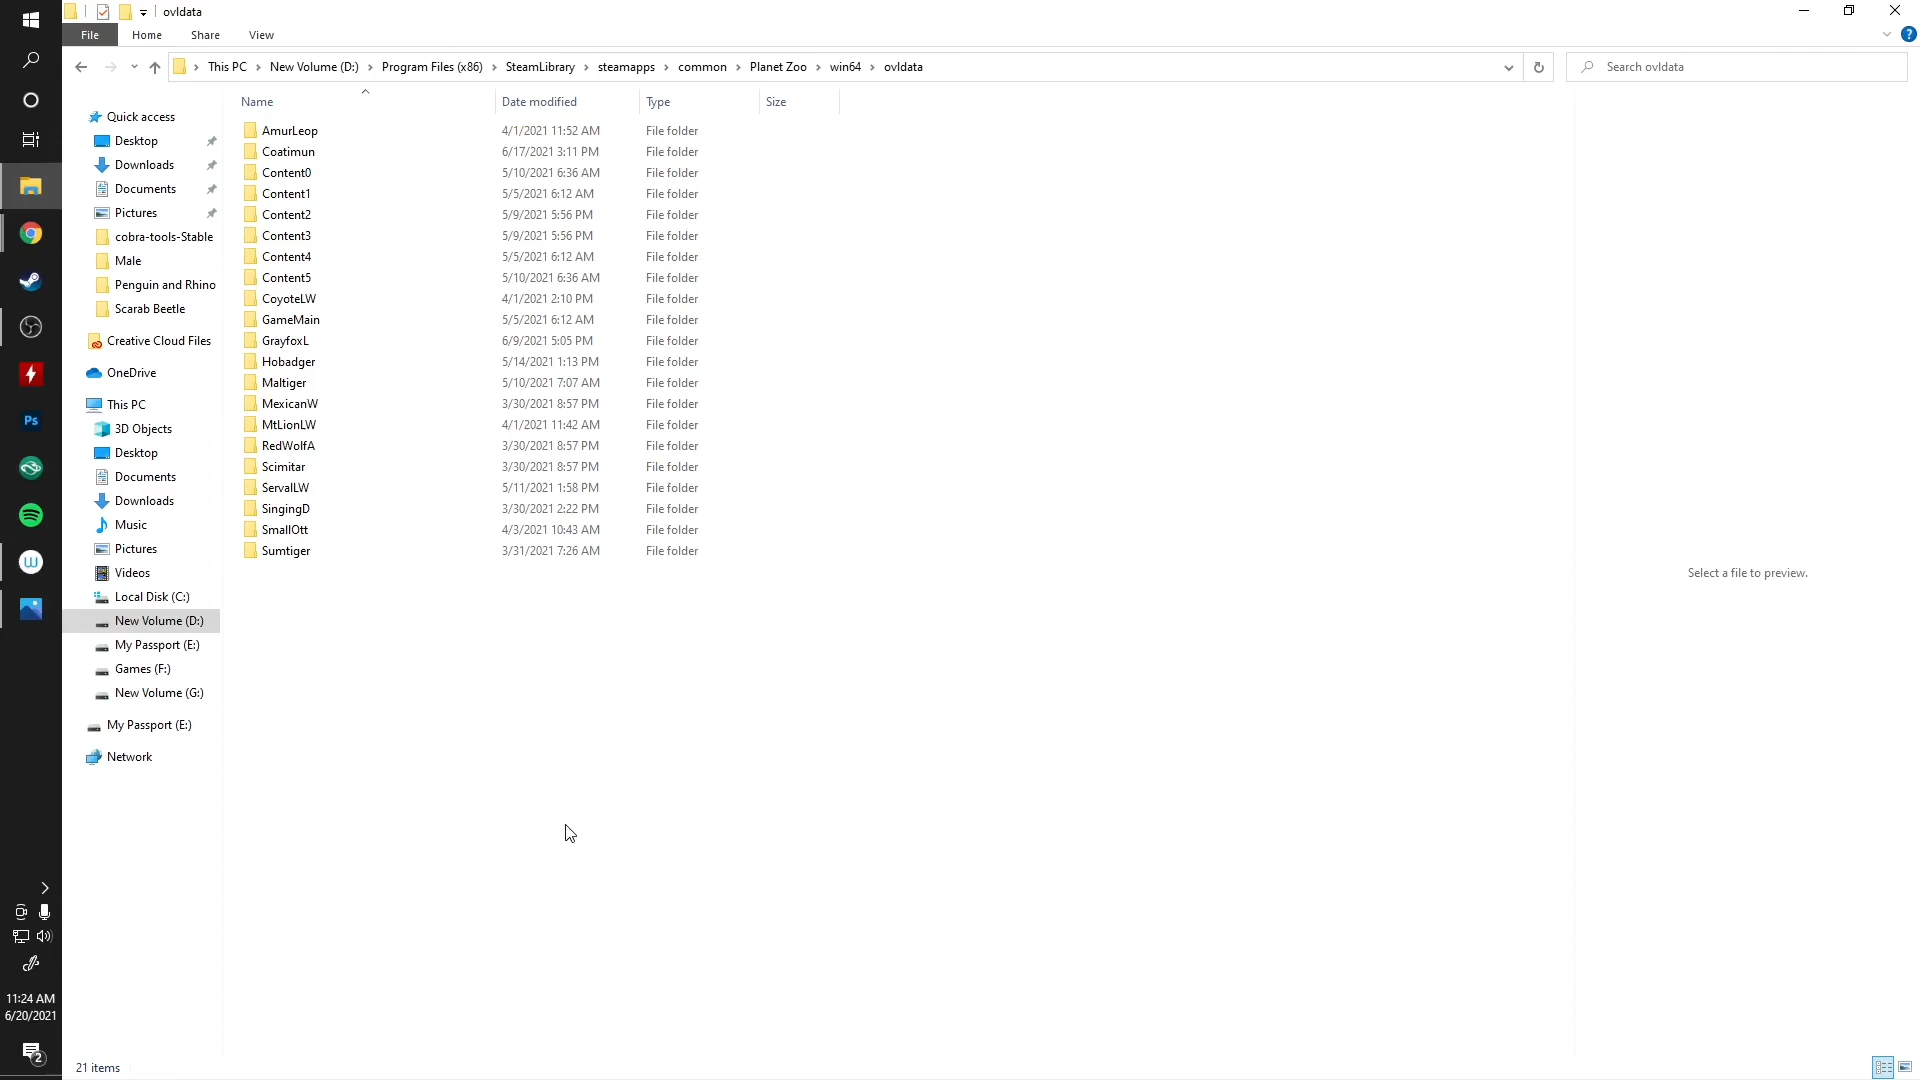 ovldata
File Home Share View
This PC New Volume (D:) Program Files (x86) SteamLibrary steamapps common Planet Zoo win64 ovldata
Search ovldata
Name Date modified Type Size
Quick access
Desktop
Downloads
Documents
Pictures
cobra-tools-Stable
Male
Penguin and Rhino
Scarab Beetle
Creative Cloud Files
OneDrive
This PC
3D Objects
Desktop
Documents
Downloads
Music
Pictures
Videos
Local Disk (C:)
New Volume (D:)
My Passport (E:)
Games (F:)
New Volume (G:)
My Passport (E:)
Network
AmurLeop 4/1/2021 11:52 AM File folder
Coatimun 6/17/2021 3:11 PM File folder
Content0 5/10/2021 6:36 AM File folder
Content1 5/5/2021 6:12 AM File folder
Content2 5/9/2021 5:56 PM File folder
Content3 5/9/2021 5:56 PM File folder
Content4 5/5/2021 6:12 AM File folder
Content5 5/10/2021 6:36 AM File folder
CoyoteLW 4/1/2021 2:10 PM File folder
GameMain 5/5/2021 6:12 AM File folder
GrayfoxL 6/9/2021 5:05 PM File folder
Hobadger 5/14/2021 1:13 PM File folder
Maltiger 5/10/2021 7:07 AM File folder
MexicanW 3/30/2021 8:57 PM File folder
MtLionLW 4/1/2021 11:42 AM File folder
RedWolfA 3/30/2021 8:57 PM File folder
Scimitar 3/30/2021 8:57 PM File folder
ServalLW 5/11/2021 1:58 PM File folder
SingingD 3/30/2021 2:22 PM File folder
SmallOtt 4/3/2021 10:43 AM File folder
Sumtiger 3/31/2021 7:26 AM File folder
Select a file to preview.
Ps
11:24 AM
6/20/2021
2
21 items